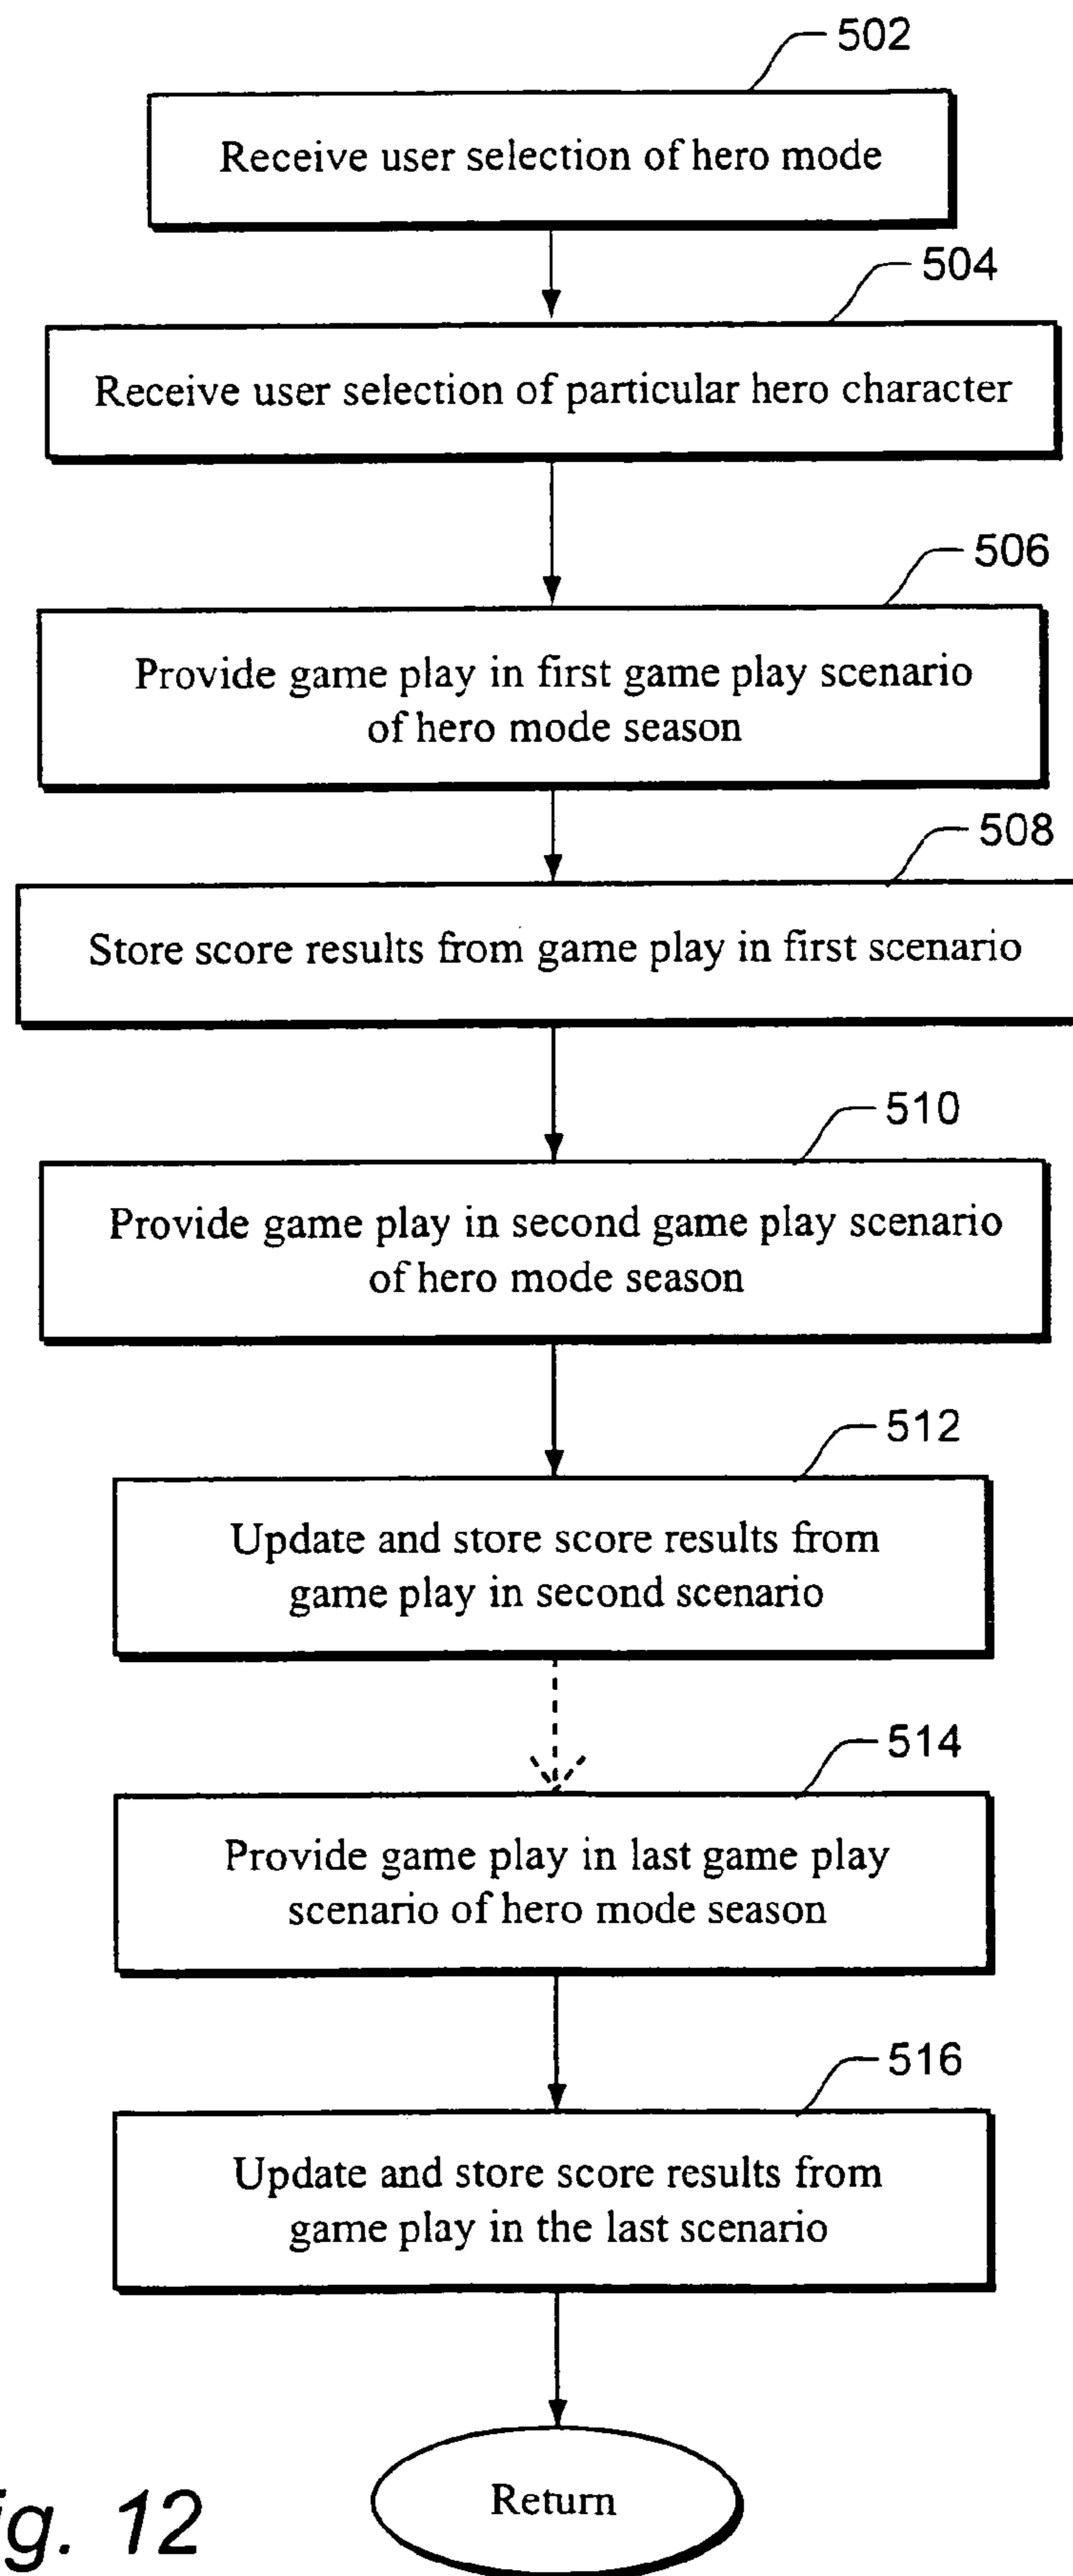 502
Receive user selection of hero mode
504
Receive user selection of particular hero character
506
Provide game play in first game play scenario
of hero mode season
508
Store score results from game play in first scenario
510
Provide game play in second game play scenario
of hero mode season
512
Update and store score results from
game play in second scenario
514
Provide game play in last game play
scenario of hero mode season
516
Update and store score results from
game play in the last scenario
Return
ig. 12